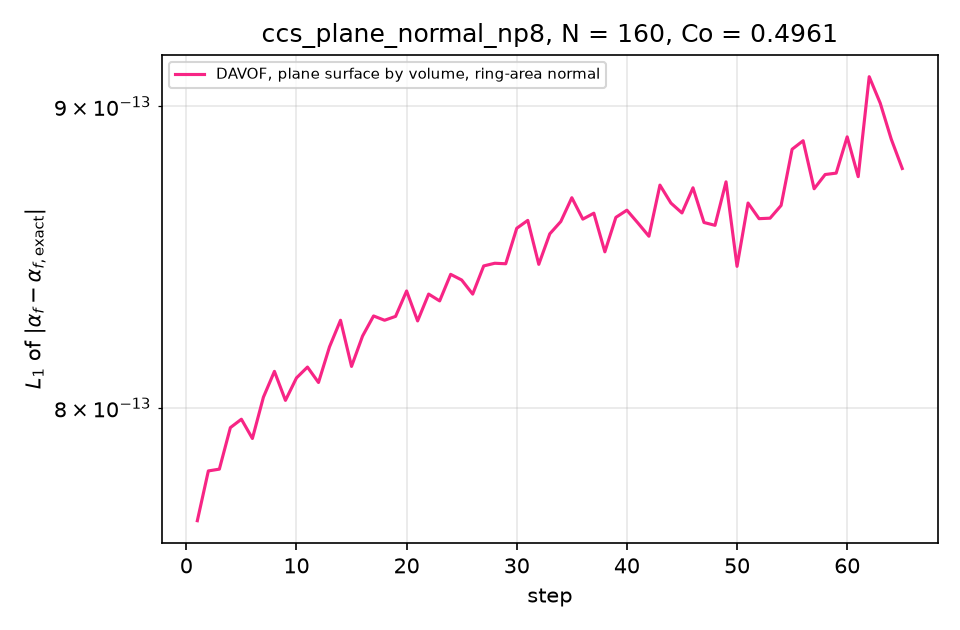 ccs_plane_normal_np8, N = 160, Co = 0.4961
DAVOF, plane surface by volume, ring-area normal
9 × 10⁻¹³
8 × 10⁻¹³
L₁ of |α_f − α_{f, exact}|
0 10 20 30 40 50 60
step